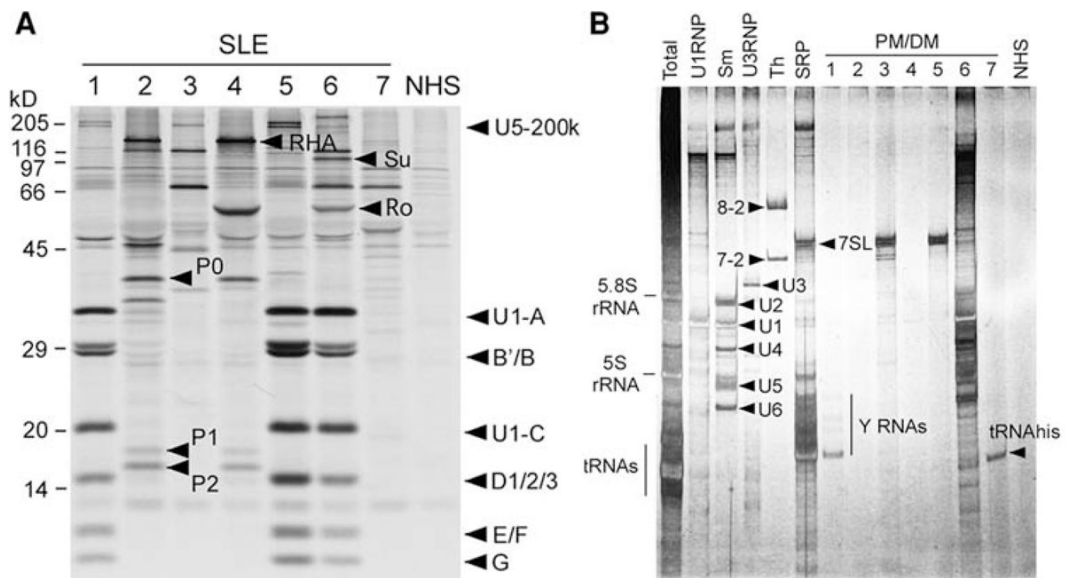 A
SLE
1 2 3 4 5 6 7 NHS
kD
205
116
97
66
45
29
20
14
RHA
Su
Ro
P0
P1
P2
U5-200k
U1-A
B'/B
U1-C
D1/2/3
E/F
G
B
Total
U1RNP
Sm
U3RNP
Th
SRP
PM/DM
1 2 3 4 5 6 7
NHS
8-2
7SL
7-2
U3
5.8S
rRNA
U2
U1
U4
5S
rRNA
U5
U6
Y RNAs
tRNAhis
tRNAs